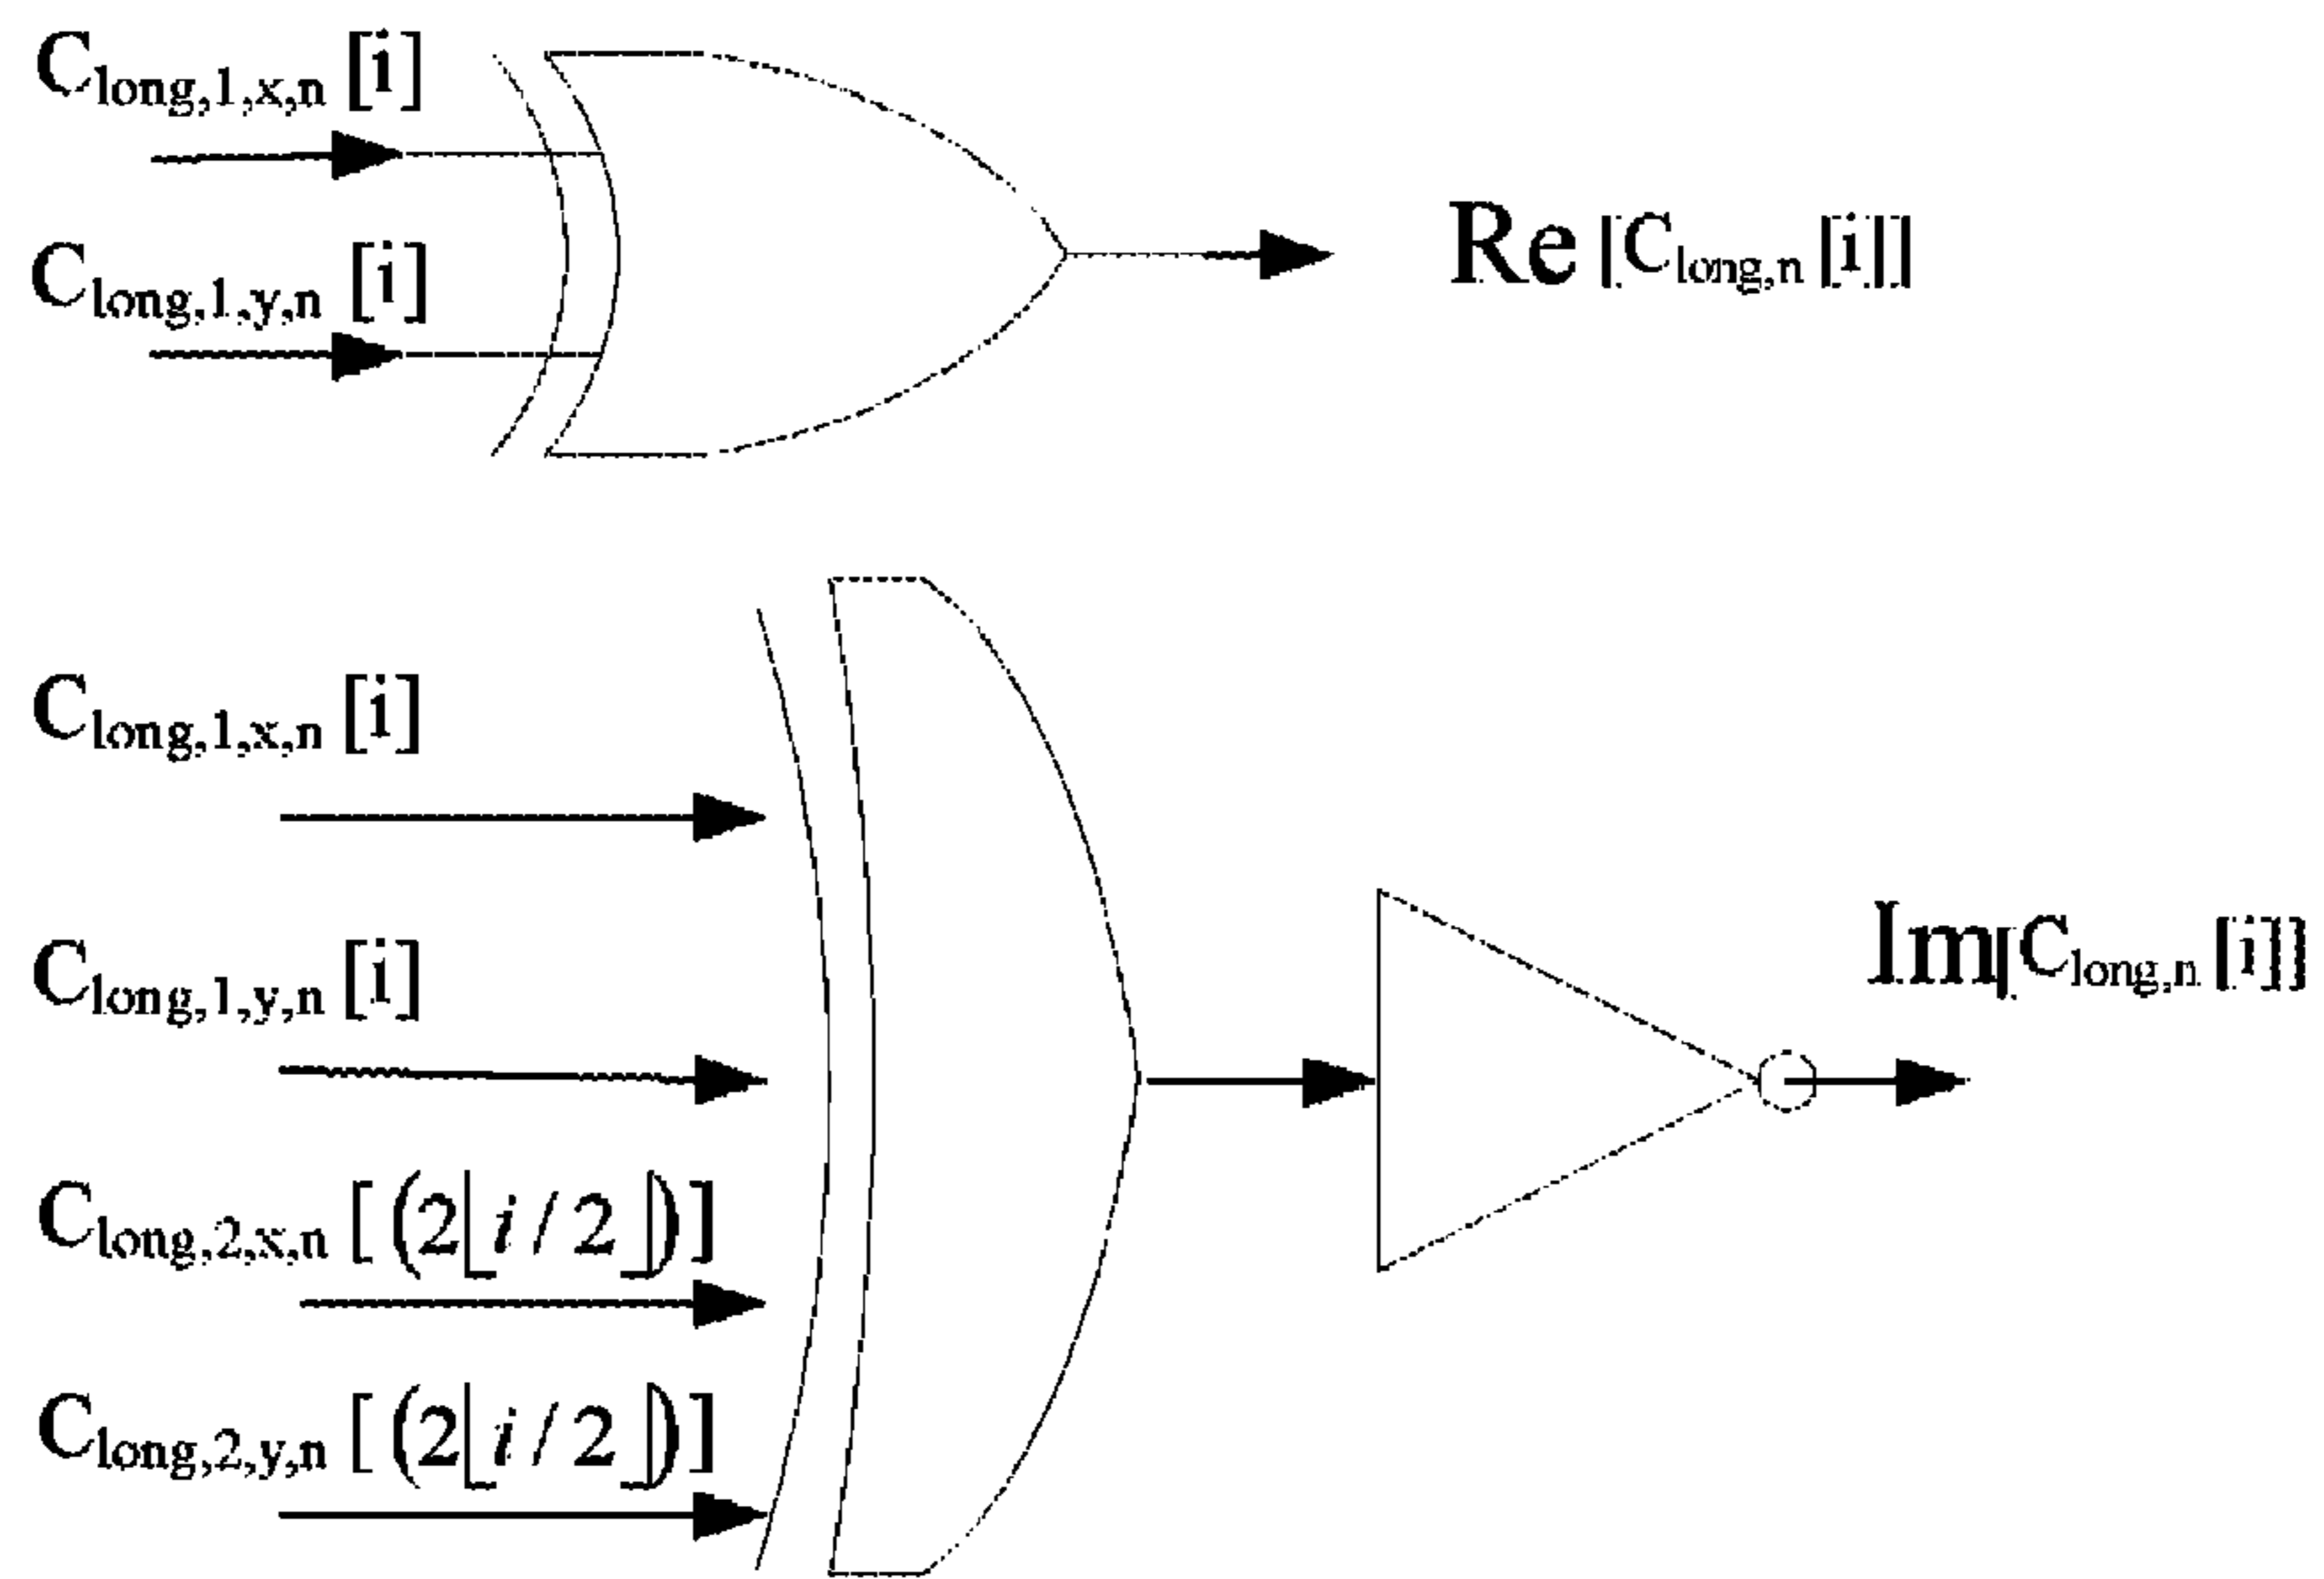 C_long,1,x,n [i]
C_long,1,y,n [i]
Re [C_long,n [i]]
C_long,1,x,n [i]
C_long,1,y,n [i]
Im[C_long,n [i]]
C_long,2,x,n [(2⌊i/2⌋)]
C_long,2,y,n [(2⌊i/2⌋)]